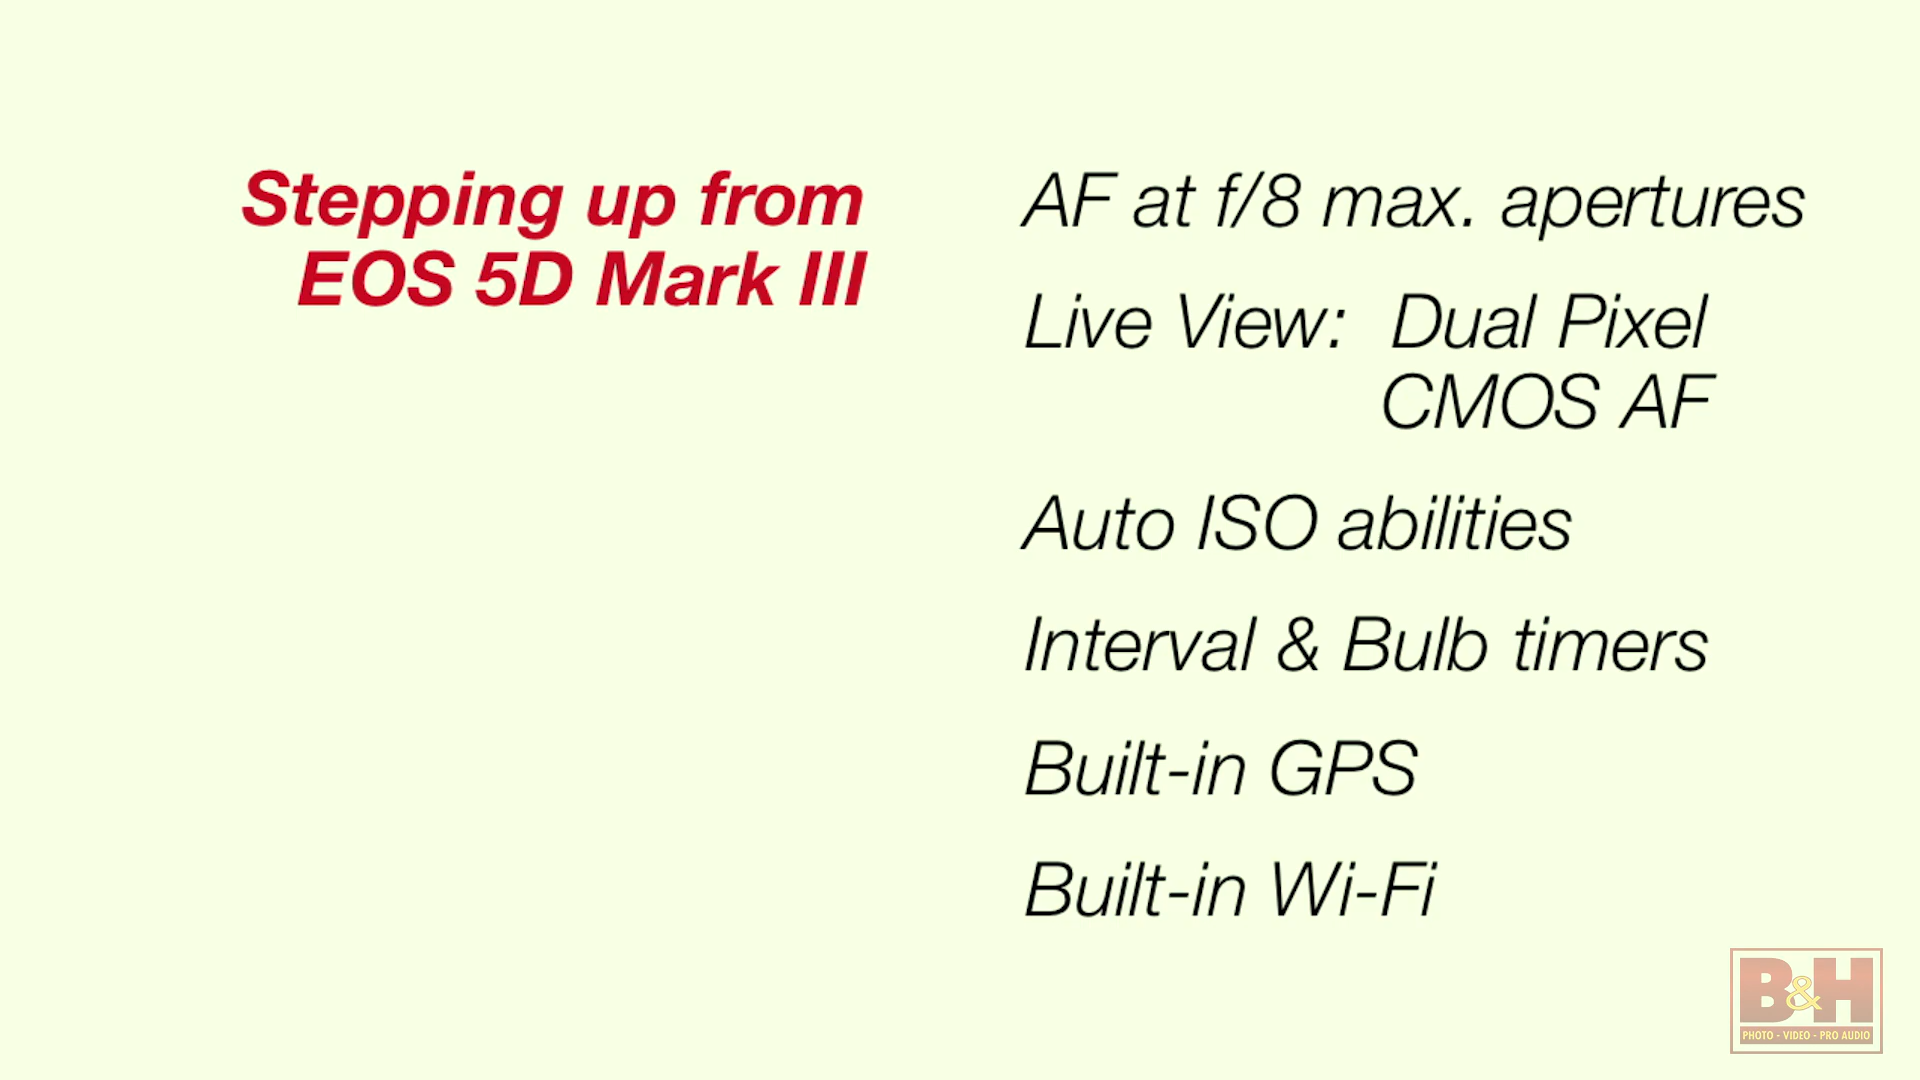 Stepping up from
EOS 5D Mark III
AF at f/8 max. apertures
Live View: Dual Pixel
CMOS AF
Auto ISO abilities
Interval & Bulb timers
Built-in GPS
Built-in Wi-Fi
B&H
PHOTO - VIDEO - PRO AUDIO